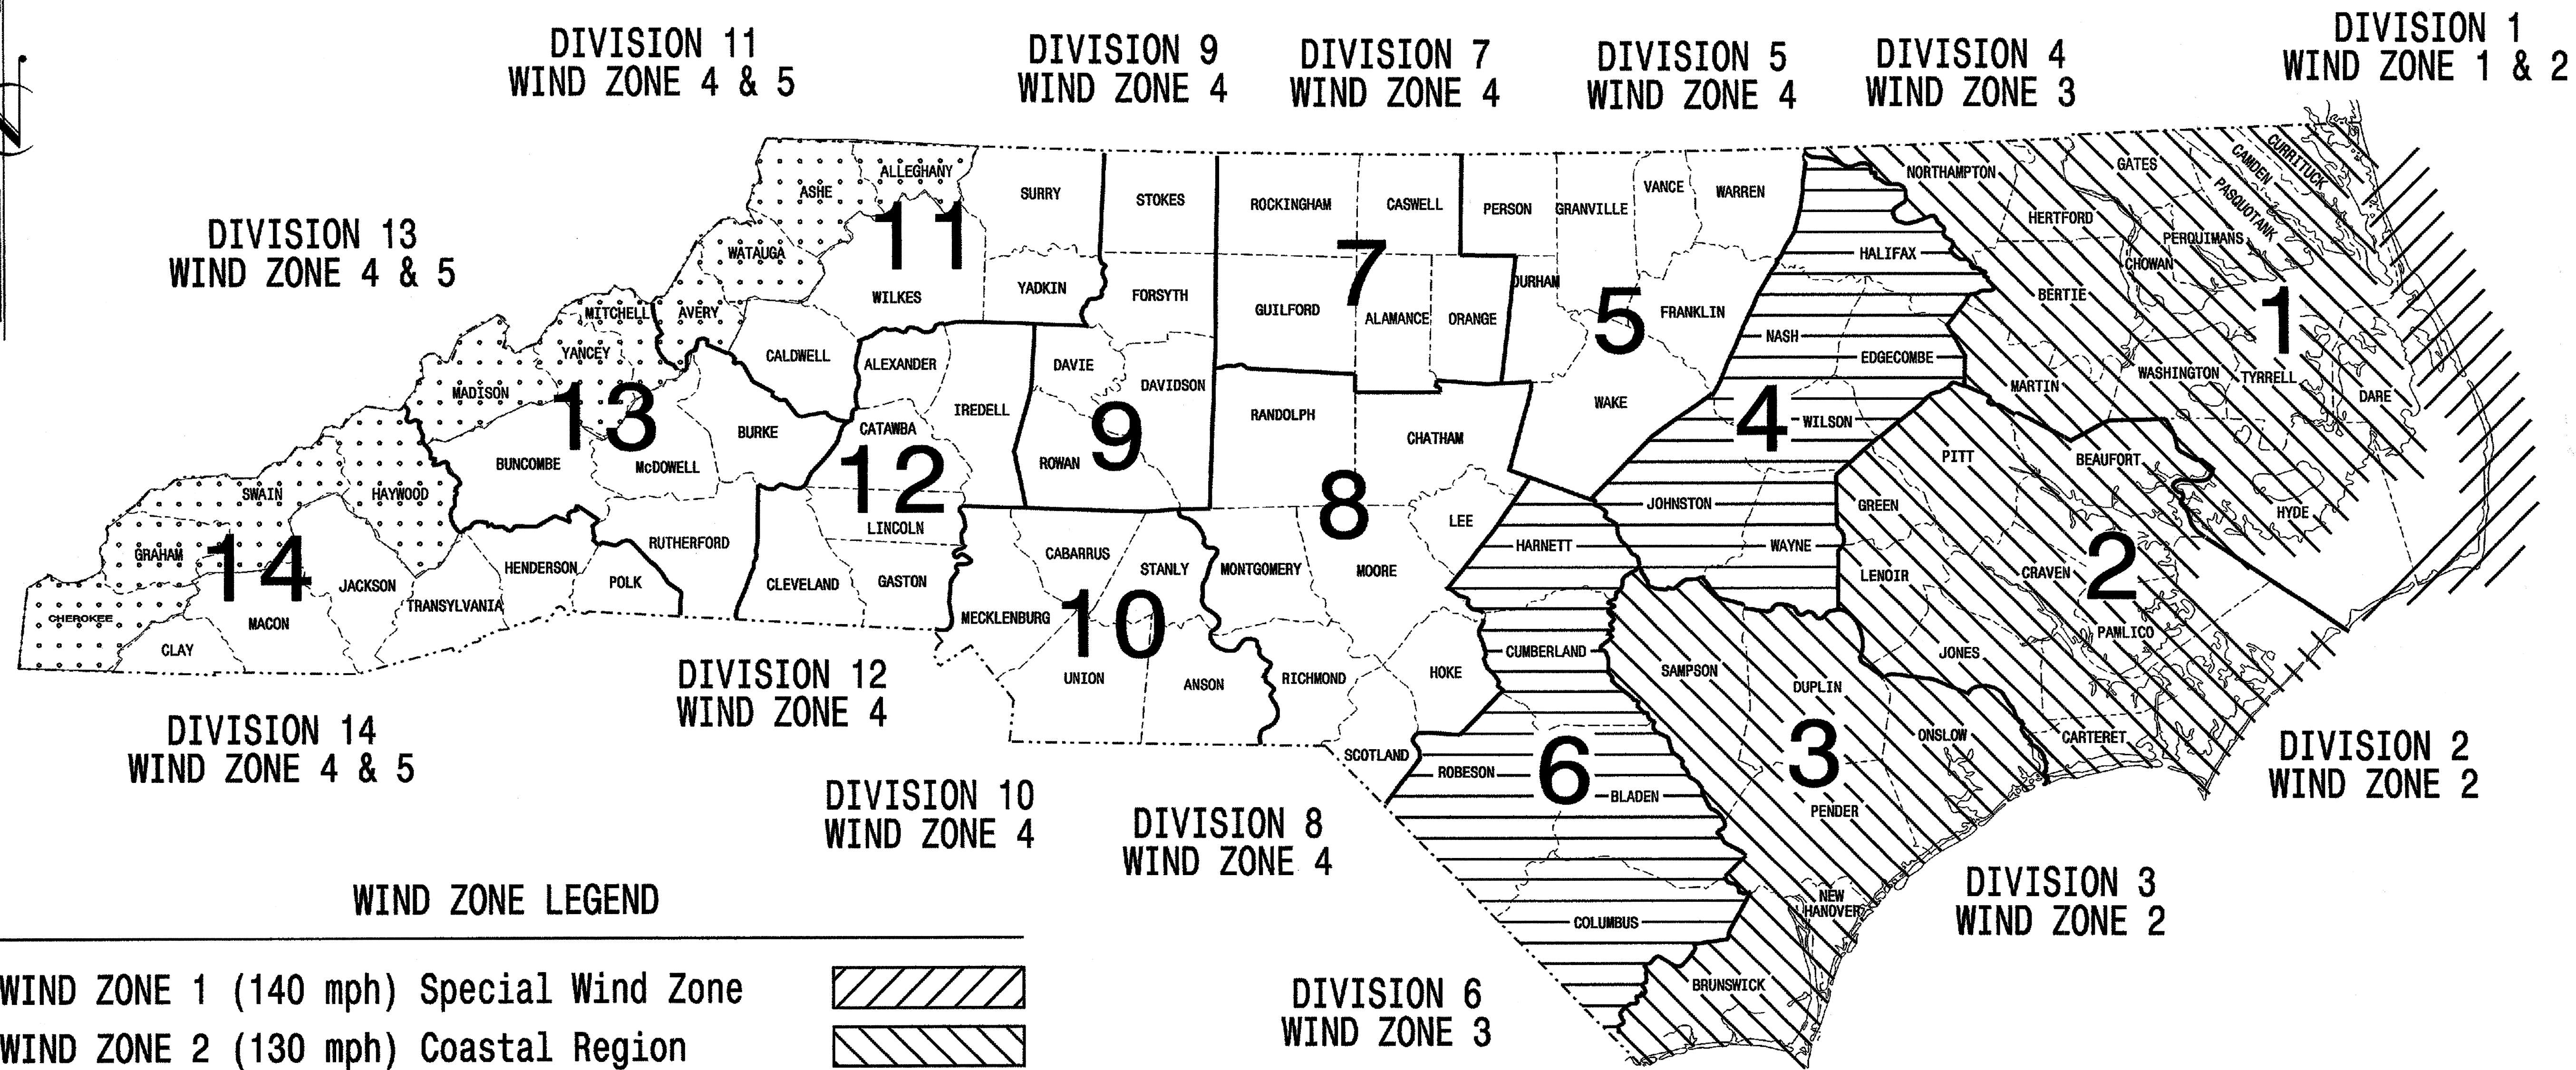 DIVISION 11
WIND ZONE 4 & 5
DIVISION 9
WIND ZONE 4
DIVISION 7
WIND ZONE 4
DIVISION 5
WIND ZONE 4
DIVISION 4
WIND ZONE 3
DIVISION 1
WIND ZONE 1 & 2
N
DIVISION 13
WIND ZONE 4 & 5
ASHE
ALLEGHANY
11
WATAUGA
WILKES
SURRY
YADKIN
AVERY
CALDWELL
STOKES
FORSYTH
ROCKINGHAM
CASWELL
7
GUILFORD
ALAMANCE
ORANGE
PERSON
GRANVILLE
VANCE
WARREN
DURHAM
5
FRANKLIN
WAKE
NORTHAMPTON
GATES
CAMDEN
CURRITUCK
PASQUOTANK
HERTFORD
PERQUIMANS
CHOWAN
BERTIE
1
MARTIN
WASHINGTON
TYRRELL
DARE
HYDE
HALIFAX
NASH
EDGECOMBE
4
WILSON
JOHNSTON
WAYNE
MITCHELL
YANCEY
MADISON
13
BUNCOMBE
McDOWELL
BURKE
RUTHERFORD
ALEXANDER
IREDELL
CATAWBA
12
LINCOLN
CLEVELAND
GASTON
DAVIE
DAVIDSON
9
ROWAN
RANDOLPH
CHATHAM
8
LEE
MONTGOMERY
MOORE
RICHMOND
HOKE
SCOTLAND
PITT
BEAUFORT
GREEN
2
LENOIR
CRAVEN
PAMLICO
JONES
CARTERET
SWAIN
HAYWOOD
GRAHAM
14
JACKSON
HENDERSON
POLK
TRANSYLVANIA
CHEROKEE
MACON
CLAY
CABARRUS
STANLY
MECKLENBURG
10
UNION
ANSON
HARNETT
CUMBERLAND
ROBESON
6
BLADEN
COLUMBUS
SAMPSON
DUPLIN
3
ONSLOW
PENDER
NEW
HANOVER
BRUNSWICK
DIVISION 14
WIND ZONE 4 & 5
DIVISION 12
WIND ZONE 4
DIVISION 10
WIND ZONE 4
DIVISION 8
WIND ZONE 4
DIVISION 2
WIND ZONE 2
DIVISION 3
WIND ZONE 2
DIVISION 6
WIND ZONE 3
WIND ZONE LEGEND
WIND ZONE 1 (140 mph) Special Wind Zone
WIND ZONE 2 (130 mph) Coastal Region